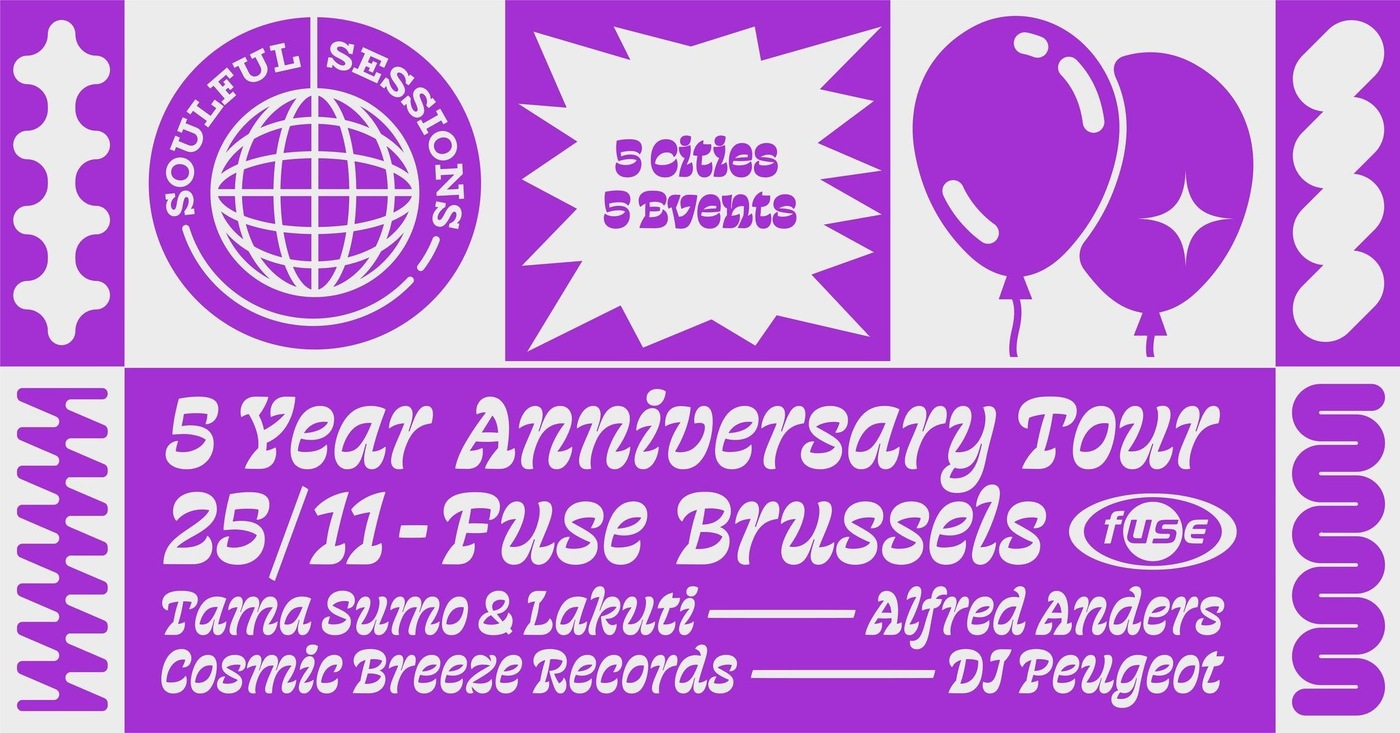 SOULFUL SESSIONS
5 Cities
5 Events
5 Year Anniversary Tour
25/11-Fuse Brussels fuse
Tama Sumo & Lakuti — Alfred Anders
Cosmic Breeze Records — DJ Peugeot